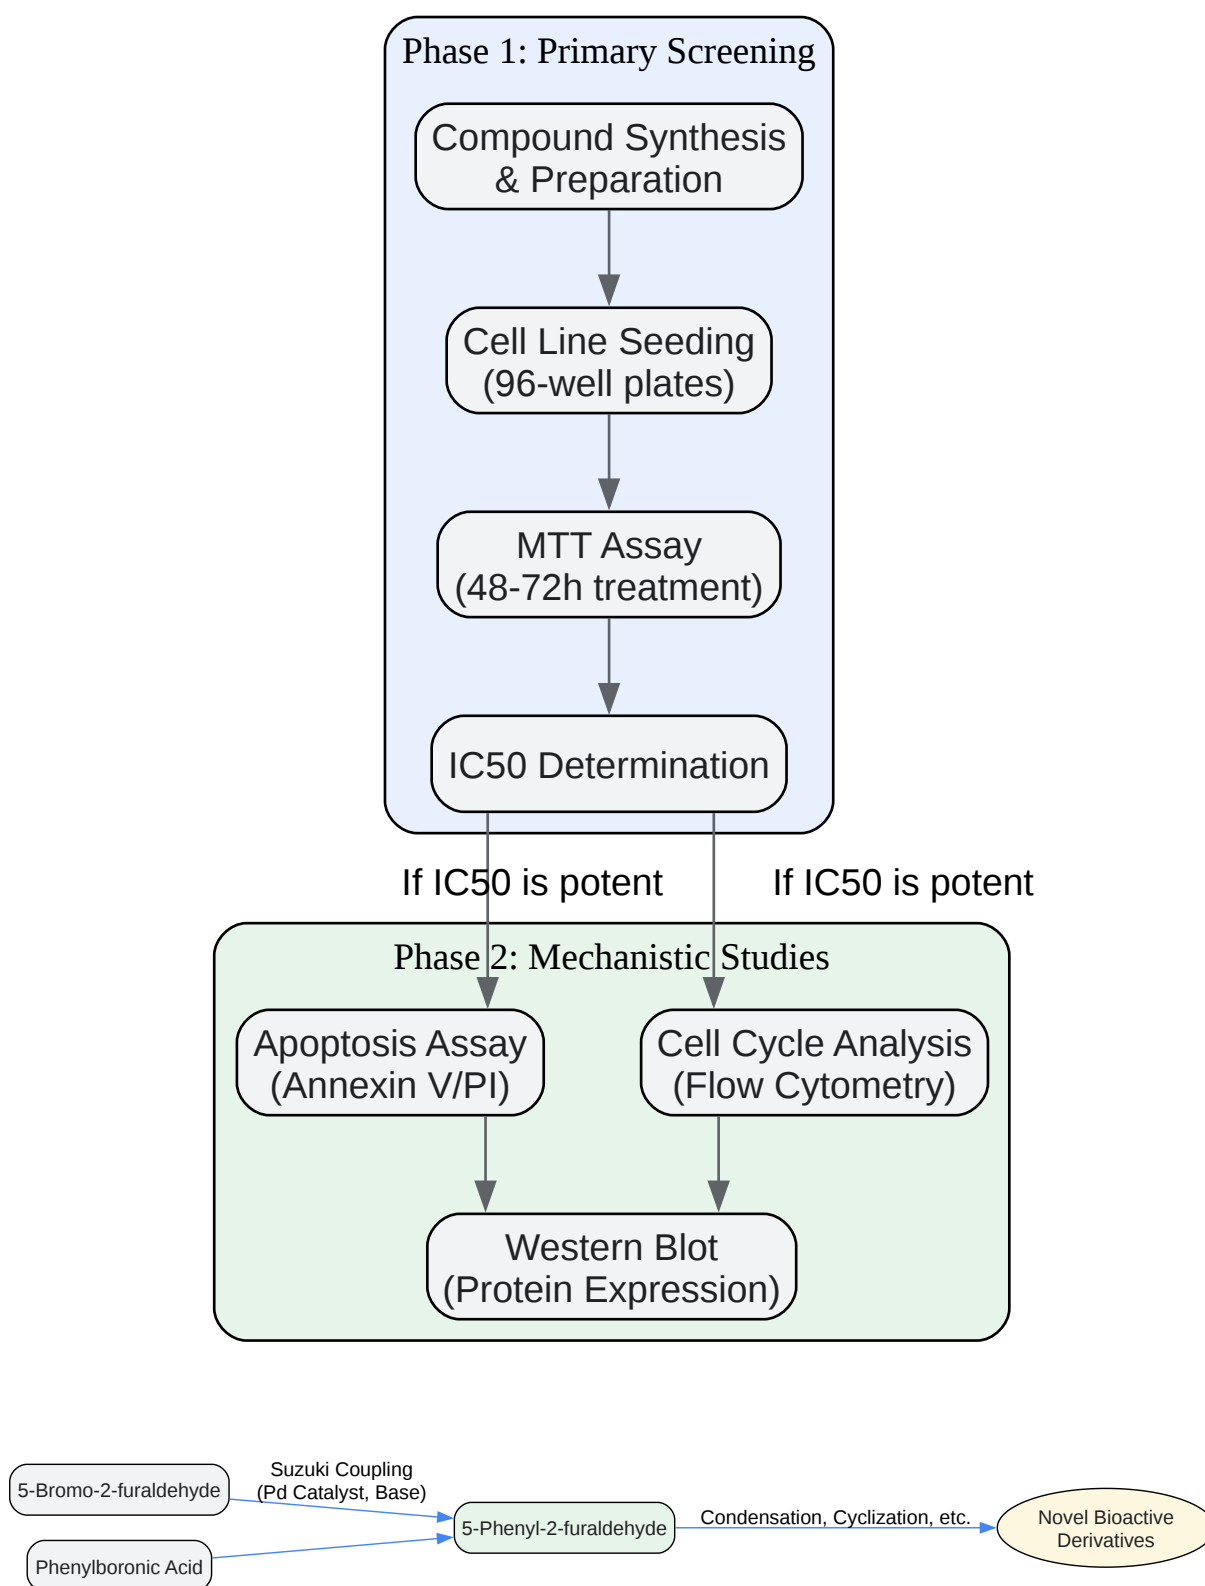 Phase 1: Primary Screening
Compound Synthesis
& Preparation
Cell Line Seeding
(96-well plates)
MTT Assay
(48-72h treatment)
IC50 Determination
If IC50 is potent
If IC50 is potent
Phase 2: Mechanistic Studies
Apoptosis Assay
(Annexin V/PI)
Cell Cycle Analysis
(Flow Cytometry)
Western Blot
(Protein Expression)
5-Bromo-2-furaldehyde
Suzuki Coupling
(Pd Catalyst, Base)
Phenylboronic Acid
5-Phenyl-2-furaldehyde
Condensation, Cyclization, etc.
Novel Bioactive
Derivatives